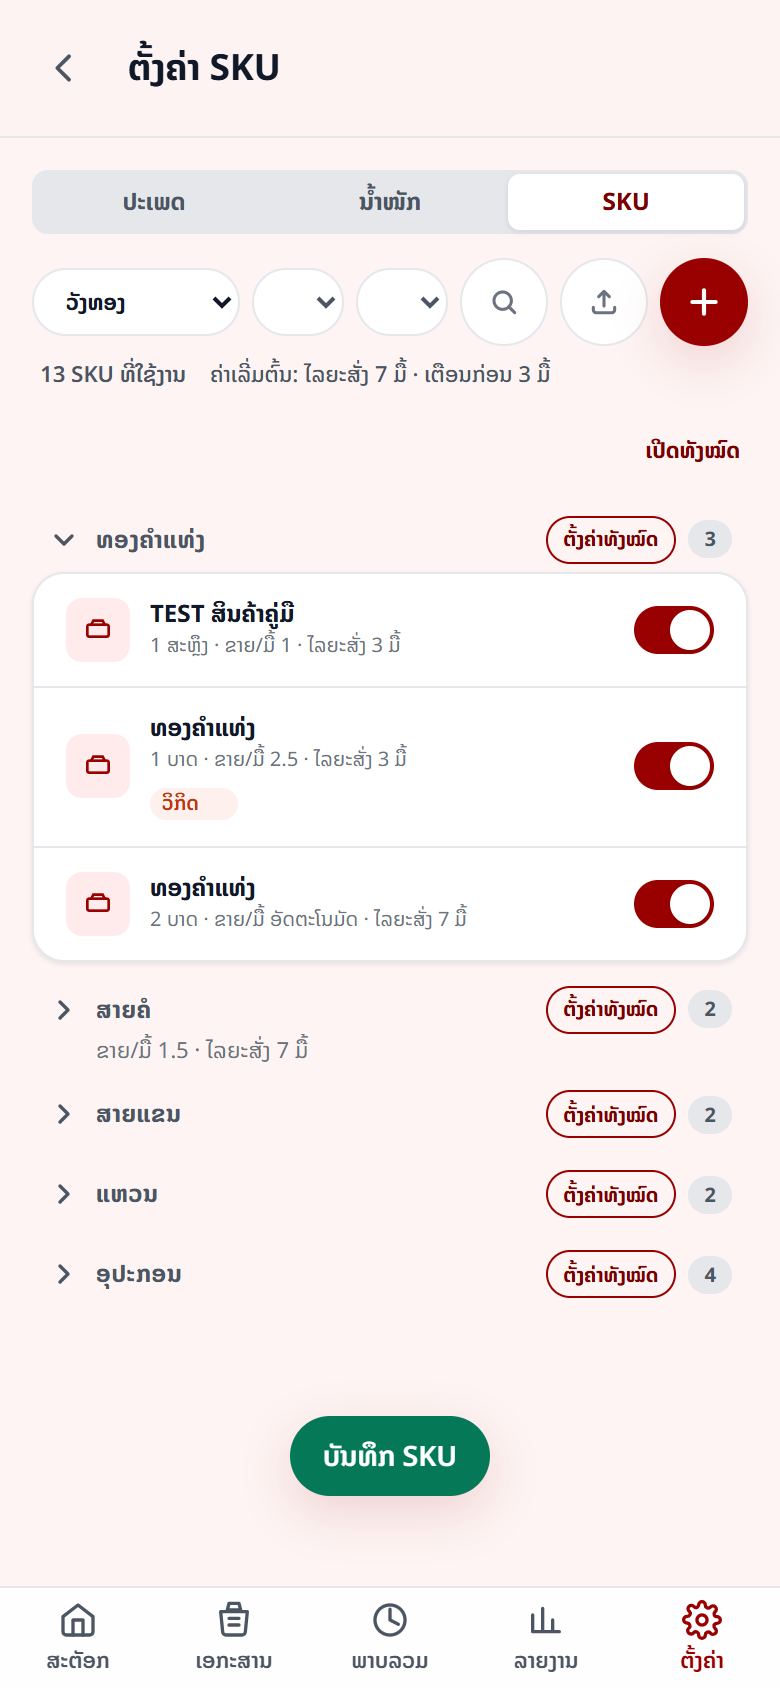 ຕັ້ງຄ່າ SKU
ປະເພດ ນ້ຳໜັກ SKU
ວັງທອງ
13 SKU ທີ່ໃຊ້ງານ ຄ່າເລີ່ມຕົ້ນ: ໄລຍະສັ່ງ 7 ມື້ · ເຕືອນກ່ອນ 3 ມື້
ເປີດທັງໝົດ
ທອງຄຳແທ່ງ ຕັ້ງຄ່າທັງໝົດ 3
TEST ສິນຄ້າຄູ່ມື
1 ສະຫຼຶງ · ຂາຍ/ມື້ 1 · ໄລຍະສັ່ງ 3 ມື້
ທອງຄຳແທ່ງ
1 ບາດ · ຂາຍ/ມື້ 2.5 · ໄລຍະສັ່ງ 3 ມື້
ວິກິດ
ທອງຄຳແທ່ງ
2 ບາດ · ຂາຍ/ມື້ ອັດຕະໂນມັດ · ໄລຍະສັ່ງ 7 ມື້
ສາຍຄໍ ຕັ້ງຄ່າທັງໝົດ 2
ຂາຍ/ມື້ 1.5 · ໄລຍະສັ່ງ 7 ມື້
ສາຍແຂນ ຕັ້ງຄ່າທັງໝົດ 2
ແຫວນ ຕັ້ງຄ່າທັງໝົດ 2
ອຸປະກອນ ຕັ້ງຄ່າທັງໝົດ 4
ບັນທຶກ SKU
ສະຕັອກ ເອກະສານ ພາບລວມ ລາຍງານ ຕັ້ງຄ່າ